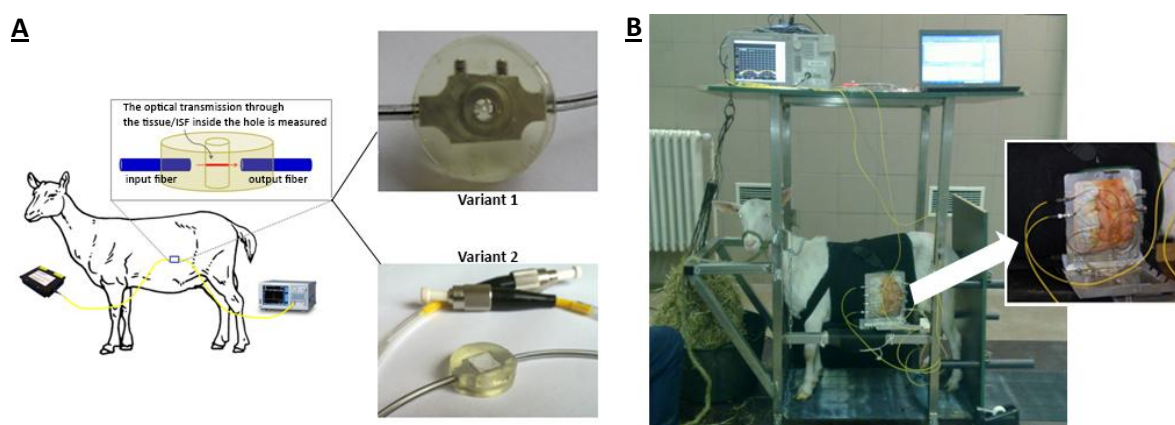 A
The optical transmission through
the tissue/ISF inside the hole is measured
input fiber
output fiber
Variant 1
Variant 2
B